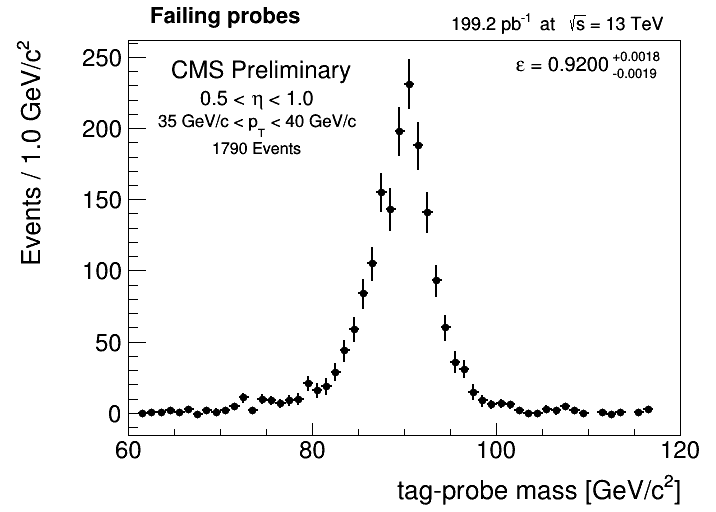 Failing probes
199.2 pb⁻¹ at √s = 13 TeV
CMS Preliminary
0.5 < η < 1.0
35 GeV/c < p_T < 40 GeV/c
1790 Events
ε = 0.9200 +0.0018 -0.0019
Events / 1.0 GeV/c²
250
200
150
100
50
0
60 80 100 120
tag-probe mass [GeV/c²]